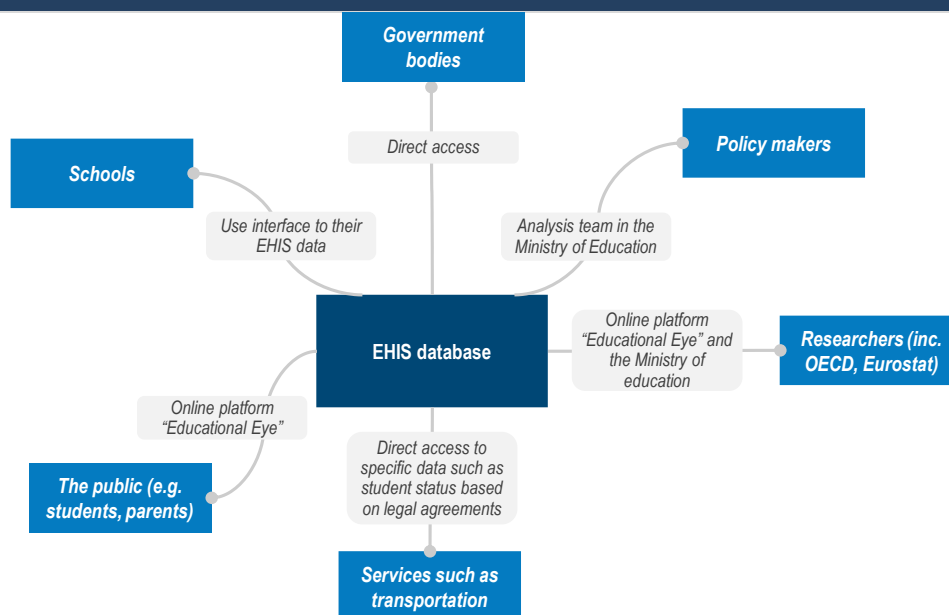 Government
bodies
Direct access
Policy makers
Schools
Use interface to their
EHIS data
Analysis team in the
Ministry of Education
EHIS database
Online platform
“Educational Eye” and
the Ministry of
education
Researchers (inc.
OECD, Eurostat)
Online platform
“Educational Eye”
The public (e.g.
students, parents)
Direct access to
specific data such as
student status based
on legal agreements
Services such as
transportation